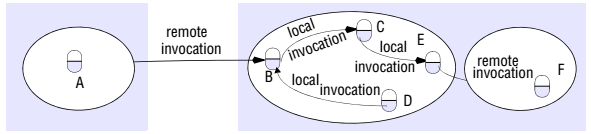 remote
invocation
A
B
local
invocation
C
local
invocation
E
local
invocation
D
remote
invocation
F